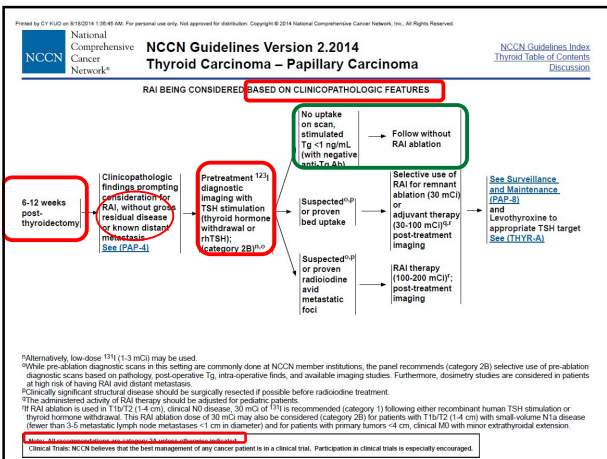 Printed by CY KUO on 8/18/2014 1:36:45 AM. For personal use only. Not approved for distribution. Copyright © 2014 National Comprehensive Cancer Network, Inc., All Rights Reserved.
National
Comprehensive
NCCN
Cancer
Network®
NCCN Guidelines Version 2.2014
Thyroid Carcinoma – Papillary Carcinoma
NCCN Guidelines Index
Thyroid Table of Contents
Discussion
RAI BEING CONSIDERED BASED ON CLINICOPATHOLOGIC FEATURES
6-12 weeks
post-
thyroidectomy
Clinicopathologic
findings prompting
consideration for
RAI, without gross
residual disease
or known distant
metastasis
See (PAP-4)
Pretreatment 123I
diagnostic
imaging with
TSH stimulation
(thyroid hormone
withdrawal or
rhTSH);
(category 2B)n,o
No uptake
on scan,
stimulated
Tg <1 ng/mL
(with negative
anti-Tg Ab)
Follow without
RAI ablation
Suspectedo,p
or proven
bed uptake
Selective use of
RAI for remnant
ablation (30 mCi)
or
adjuvant therapy
(30-100 mCi)q,r
post-treatment
imaging
Suspectedo,p
or proven
radioiodine
avid
metastatic
foci
RAI therapy
(100-200 mCi)r;
post-treatment
imaging
See Surveillance
and Maintenance
(PAP-8)
and
Levothyroxine to
appropriate TSH target
See (THYR-A)
nAlternatively, low-dose 131I (1-3 mCi) may be used.
oWhile pre-ablation diagnostic scans in this setting are commonly done at NCCN member institutions, the panel recommends (category 2B) selective use of pre-ablation
diagnostic scans based on pathology, post-operative Tg, intra-operative finds, and available imaging studies. Furthermore, dosimetry studies are considered in patients
at high risk of having RAI avid distant metastasis.
pClinically significant structural disease should be surgically resected if possible before radioiodine treatment.
qThe administered activity of RAI therapy should be adjusted for pediatric patients.
rIf RAI ablation is used in T1b/T2 (1-4 cm), clinical N0 disease, 30 mCi of 131I is recommended (category 1) following either recombinant human TSH stimulation or
thyroid hormone withdrawal. This RAI ablation dose of 30 mCi may also be considered (category 2B) for patients with T1b/T2 (1-4 cm) with small-volume N1a disease
(fewer than 3-5 metastatic lymph node metastases <1 cm in diameter) and for patients with primary tumors <4 cm, clinical M0 with minor extrathyroidal extension.
Note: All recommendations are category 2A unless otherwise indicated.
Clinical Trials: NCCN believes that the best management of any cancer patient is in a clinical trial. Participation in clinical trials is especially encouraged.